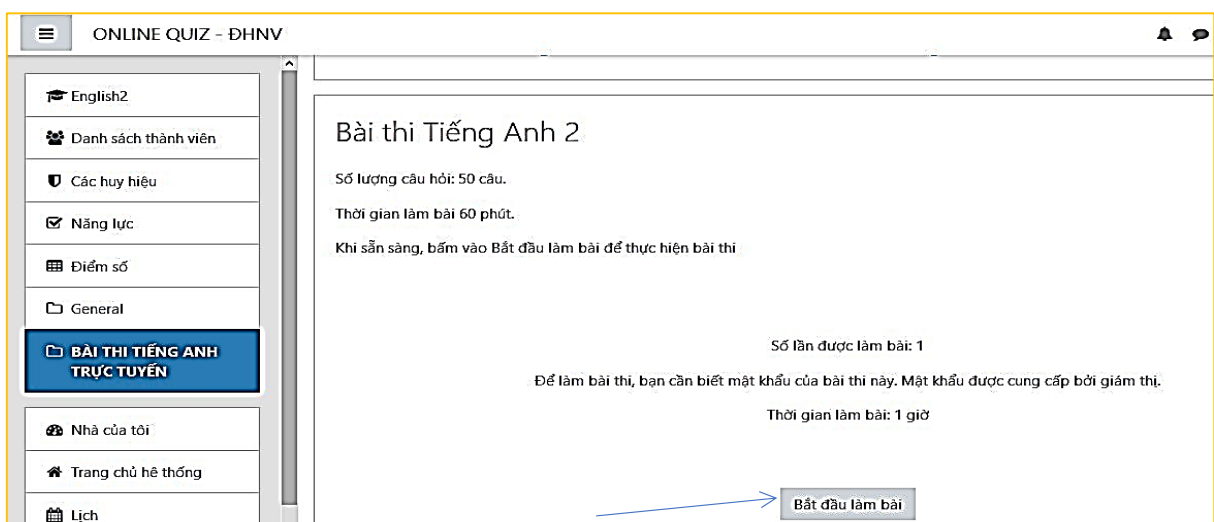 ONLINE QUIZ - ĐHNV
English2
Danh sách thành viên
Các huy hiệu
Năng lực
Điểm số
General
BÀI THI TIẾNG ANH
TRỰC TUYẾN
Nhà của tôi
Trang chủ hệ thống
Lịch
Bài thi Tiếng Anh 2
Số lượng câu hỏi: 50 câu.
Thời gian làm bài 60 phút.
Khi sẵn sàng, bấm vào Bắt đầu làm bài để thực hiện bài thi
Số lần được làm bài: 1
Để làm bài thi, bạn cần biết mật khẩu của bài thi này. Mật khẩu được cung cấp bởi giám thị.
Thời gian làm bài: 1 giờ
Bắt đầu làm bài